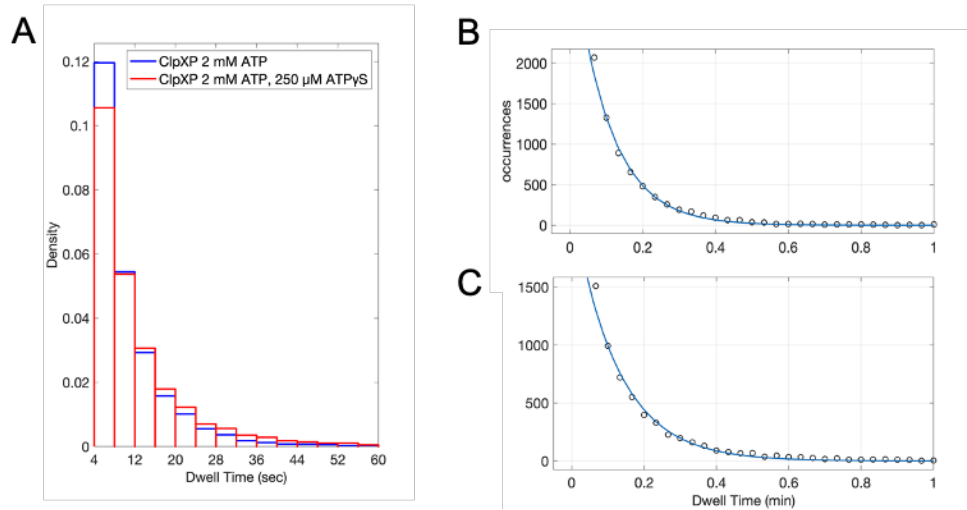 A
ClpXP 2 mM ATP
ClpXP 2 mM ATP, 250 µM ATPγS
0.12
0.1
0.08
0.06
0.04
0.02
0
Density
4 12 20 28 36 44 52 60
Dwell Time (sec)
B
2000
1500
1000
500
0
occurrences
0 0.2 0.4 0.6 0.8 1
C
1500
1000
500
0
0 0.2 0.4 0.6 0.8 1
Dwell Time (min)